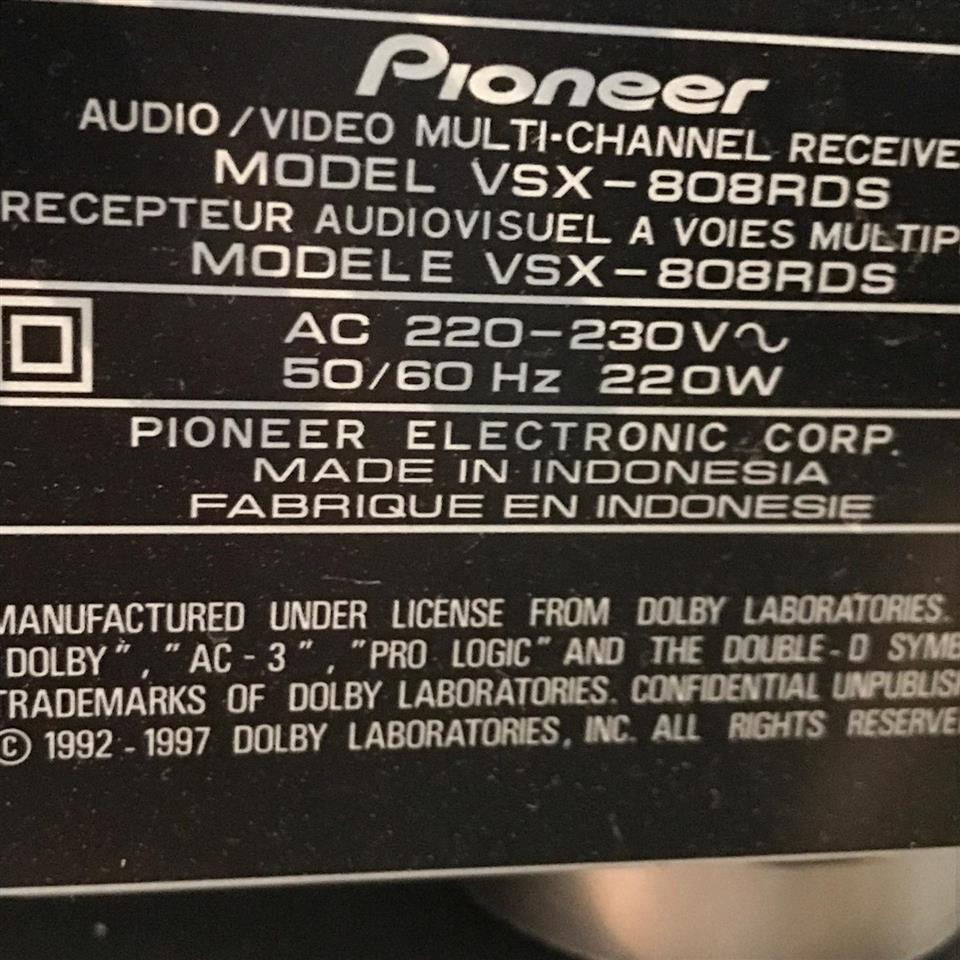 Pioneer
AUDIO/VIDEO MULTI-CHANNEL RECEIVE
MODEL VSX-808RDS
RECEPTEUR AUDIOVISUEL A VOIES MULTIP
MODELE VSX-808RDS
AC 220-230V∿
50/60 Hz 220W
PIONEER ELECTRONIC CORP.
MADE IN INDONESIA
FABRIQUE EN INDONESIE
MANUFACTURED UNDER LICENSE FROM DOLBY LABORATORIES.
DOLBY", "AC-3", "PRO LOGIC" AND THE DOUBLE-D SYMB
TRADEMARKS OF DOLBY LABORATORIES. CONFIDENTIAL UNPUBLISH
© 1992-1997 DOLBY LABORATORIES, INC. ALL RIGHTS RESERVE